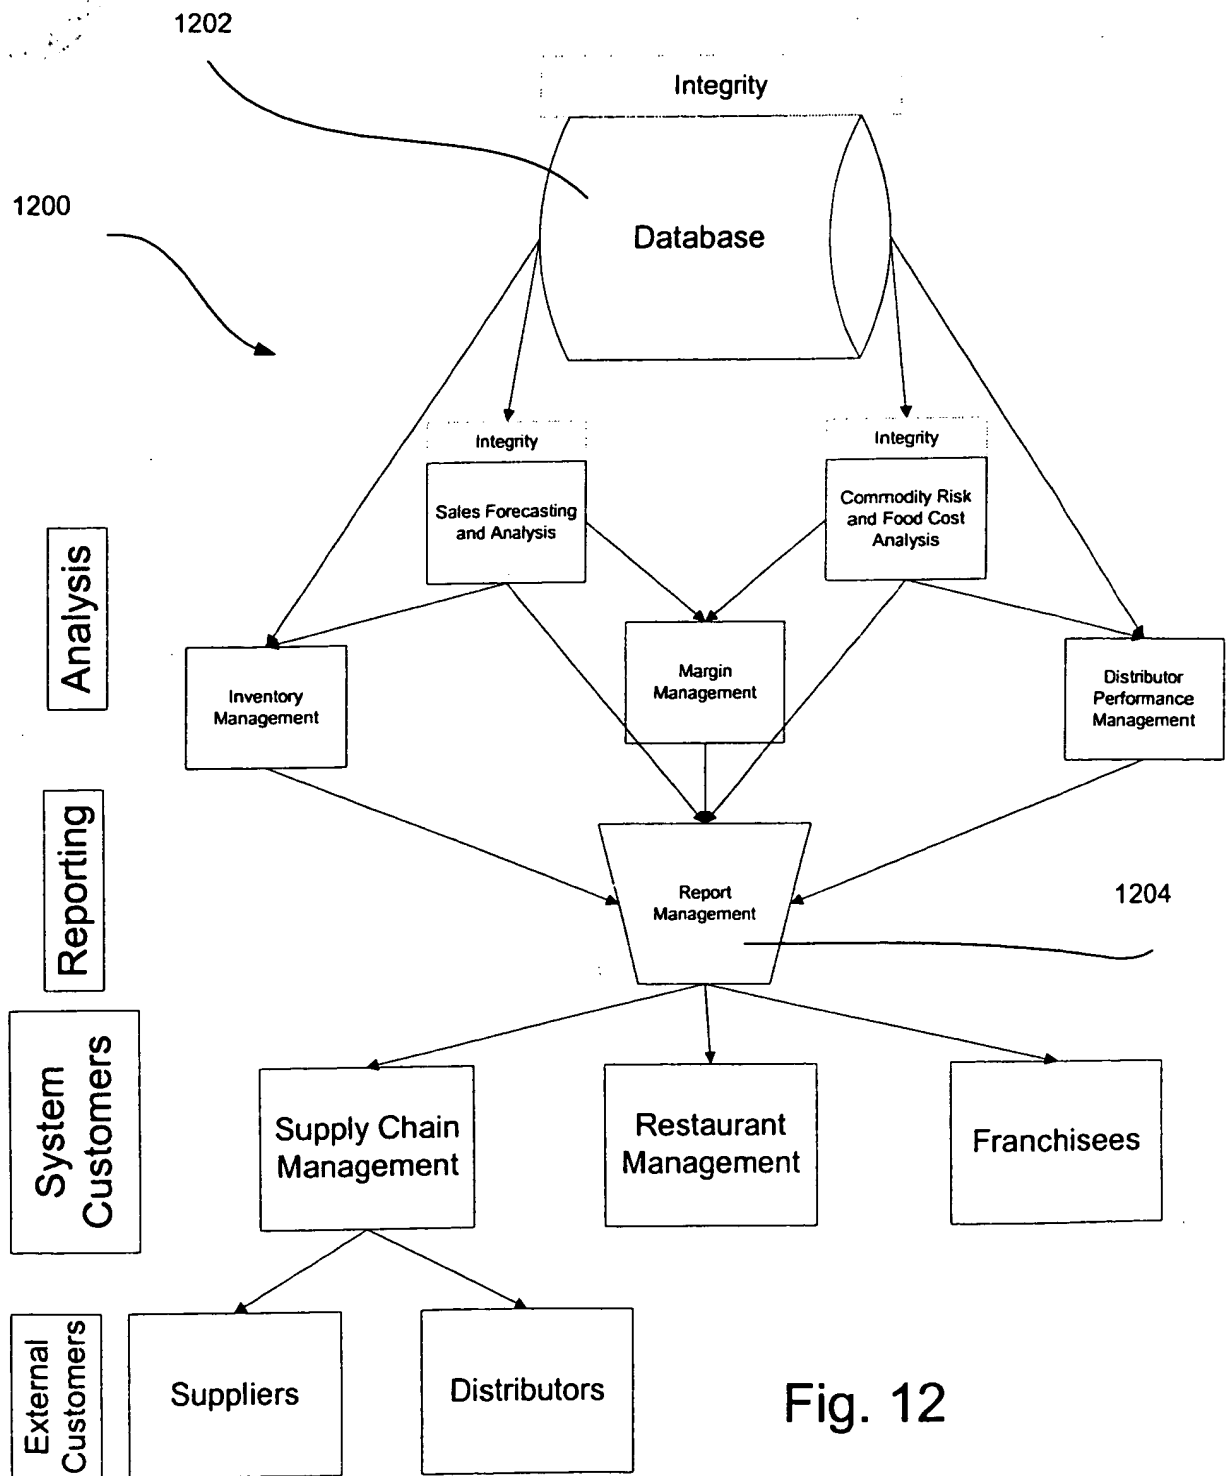 1202
Integrity
1200
Database
Integrity
Integrity
Sales Forecasting
and Analysis
Commodity Risk
and Food Cost
Analysis
Analysis
Inventory
Management
Margin
Management
Distributor
Performance
Management
Reporting
Report
Management
1204
System
Customers
Supply Chain
Management
Restaurant
Management
Franchisees
External
Customers
Suppliers
Distributors
Fig. 12